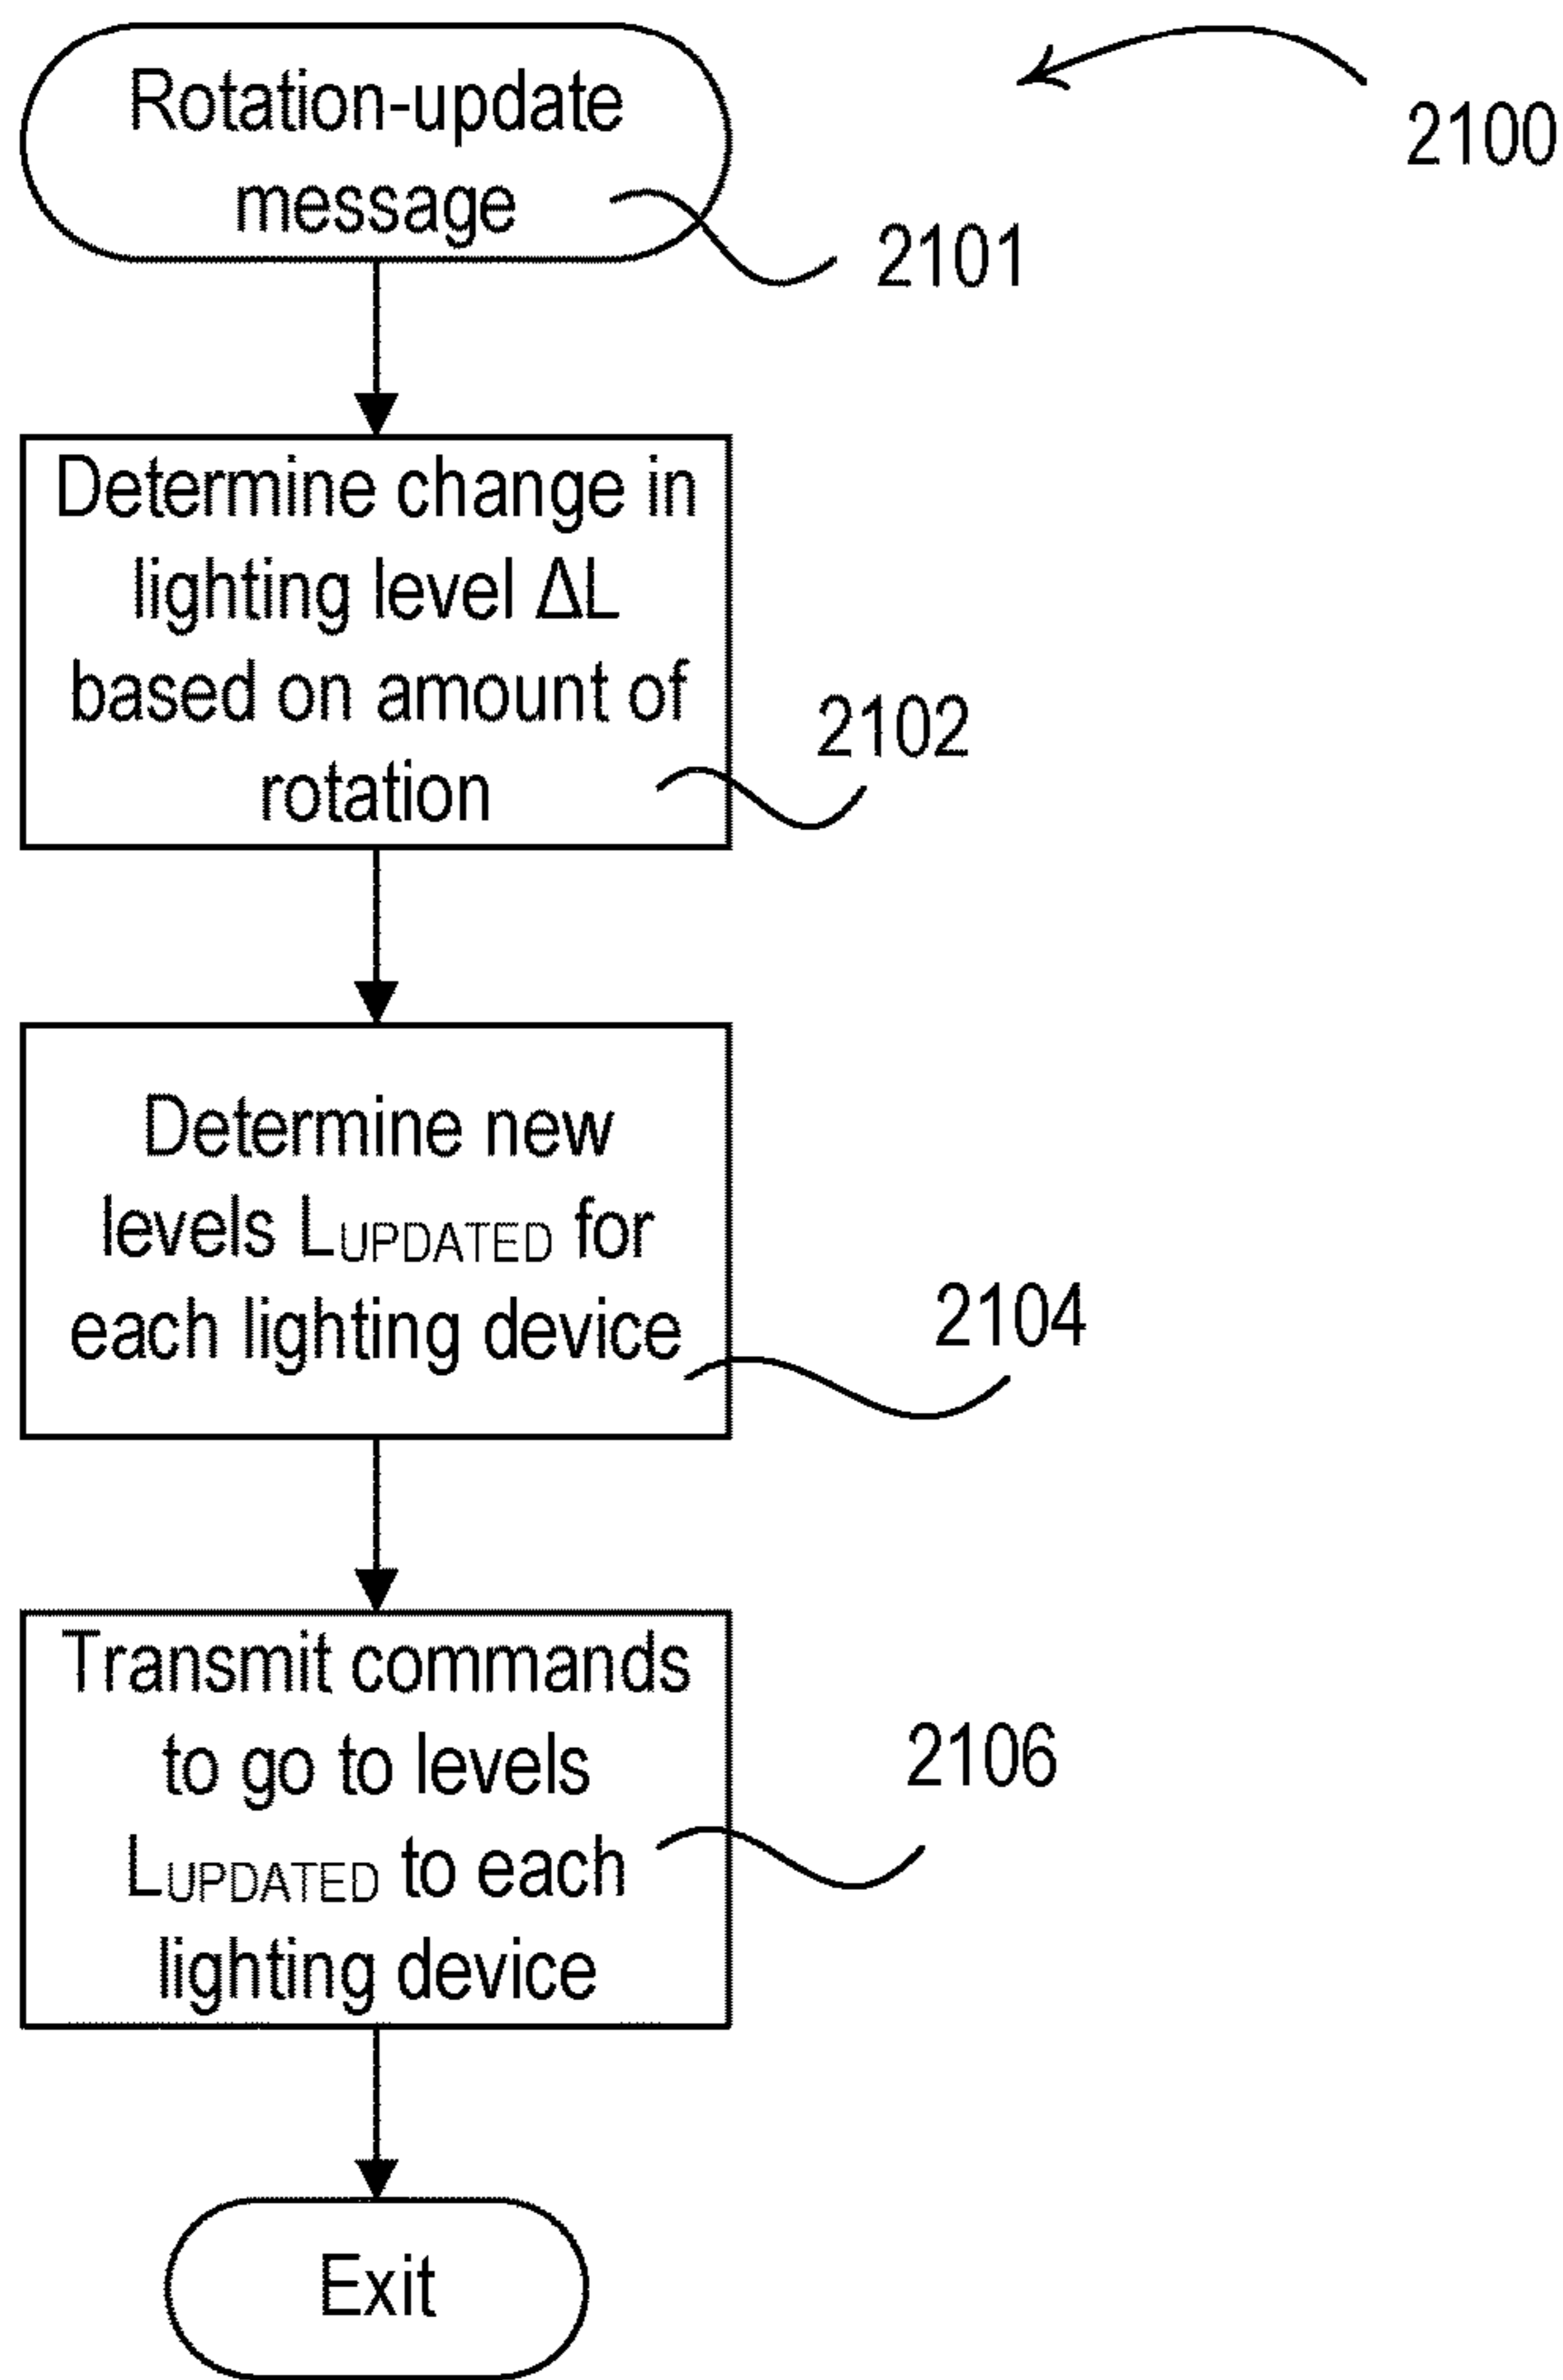 Rotation-update
message
2100
2101
Determine change in
lighting level ΔL
based on amount of
rotation
2102
Determine new
levels LUPDATED for
each lighting device
2104
Transmit commands
to go to levels
LUPDATED to each
lighting device
2106
Exit